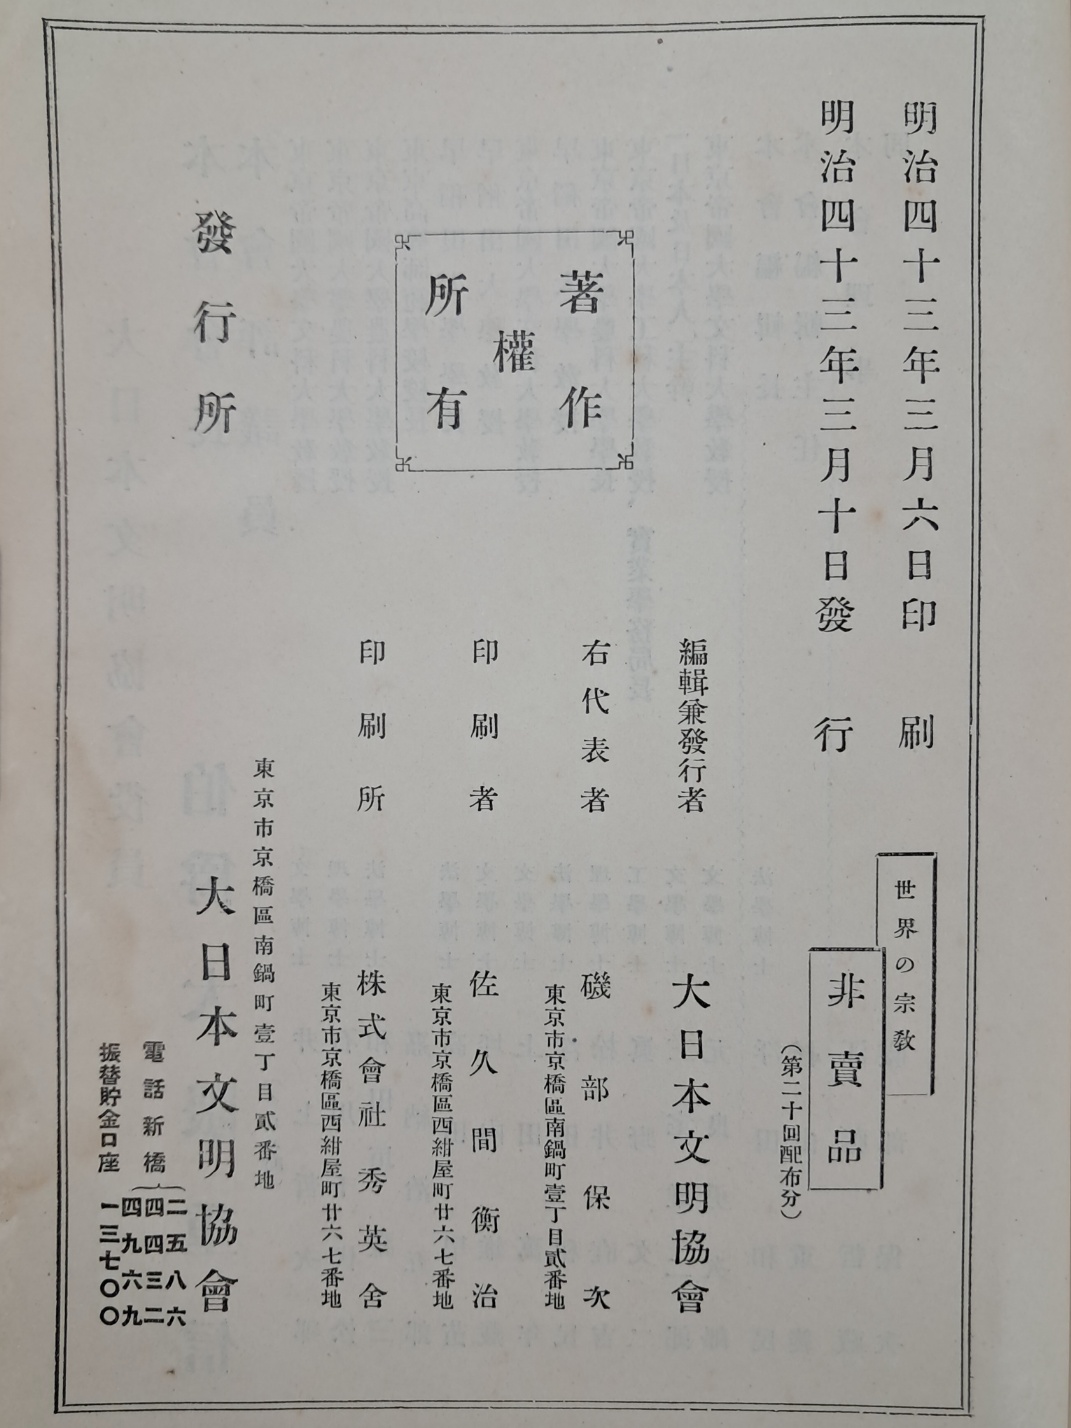 明治四十三年三月六日印刷
明治四十三年三月十日發行
世界の宗教
非賣品
(第二十回配布分)
著作權所有
編輯兼發行者 大日本文明協會
右代表者 磯部保次
東京市京橋區南鍋町壹丁目貳番地
印刷者 佐久間衡治
東京市京橋區西紺屋町廿六七番地
印刷所 株式會社秀英舍
東京市京橋區西紺屋町廿六七番地
發行所 大日本文明協會
東京市京橋區南鍋町壹丁目貳番地
電話新橋 二五八六
四四三二
四九六九
振替貯金口座 一三七〇〇